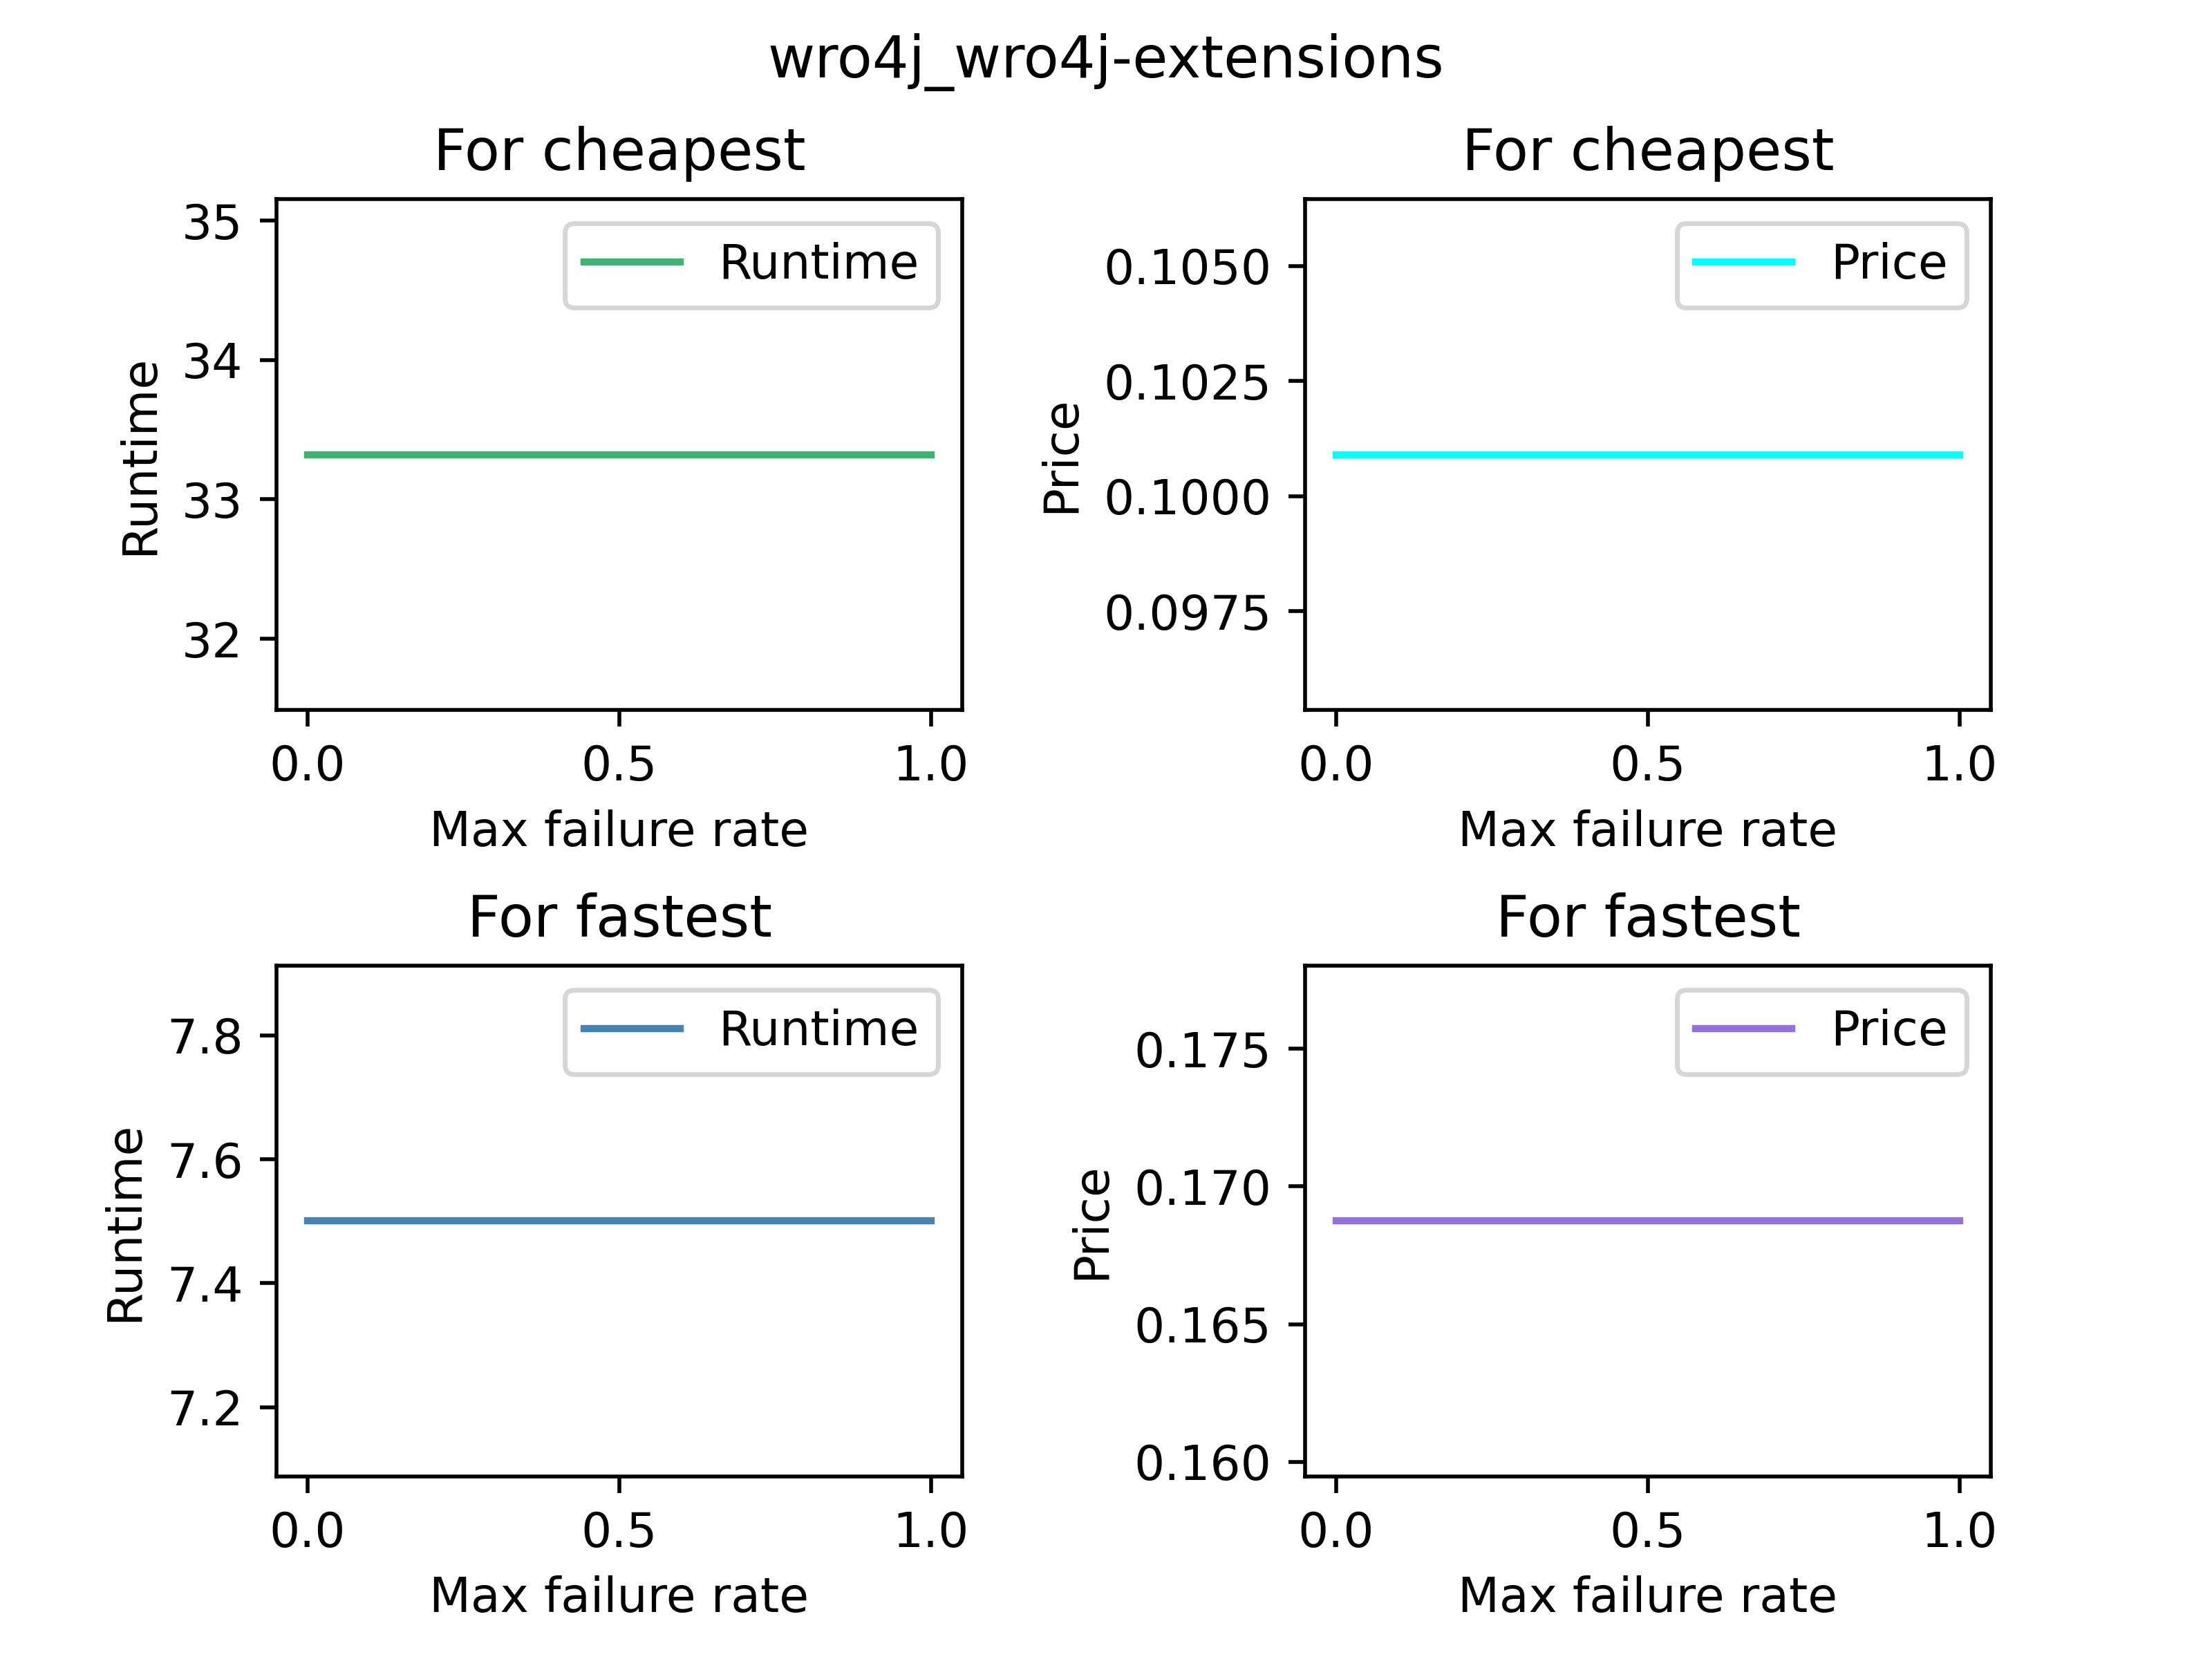 wro4j_wro4j-extensions
For cheapest
35
34
33
32
Runtime
Runtime
0.0 0.5 1.0
Max failure rate
For cheapest
0.1050
0.1025
0.1000
0.0975
Price
Price
0.0 0.5 1.0
Max failure rate
For fastest
7.8
7.6
7.4
7.2
Runtime
Runtime
0.0 0.5 1.0
Max failure rate
For fastest
0.175
0.170
0.165
0.160
Price
Price
0.0 0.5 1.0
Max failure rate